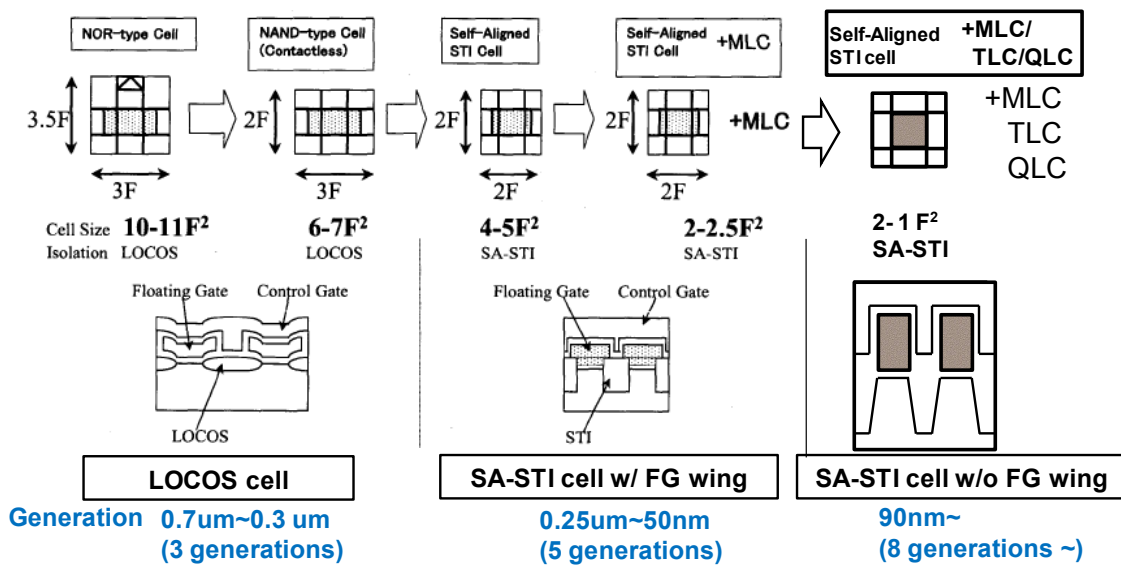 NOR-type Cell
NAND-type Cell
(Contactless)
Self-Aligned
STI Cell
Self-Aligned +MLC
STI Cell
Self-Aligned +MLC/
STI cell TLC/QLC
3.5F
3F
2F
3F
2F
2F
2F
2F
+MLC
+MLC
TLC
QLC
Cell Size 10-11F²
Isolation LOCOS
6-7F²
LOCOS
4-5F²
SA-STI
2-2.5F²
SA-STI
2- 1 F²
SA-STI
Floating Gate Control Gate
LOCOS
Floating Gate Control Gate
STI
LOCOS cell
SA-STI cell w/ FG wing
SA-STI cell w/o FG wing
Generation 0.7um~0.3 um
(3 generations)
0.25um~50nm
(5 generations)
90nm~
(8 generations ~)